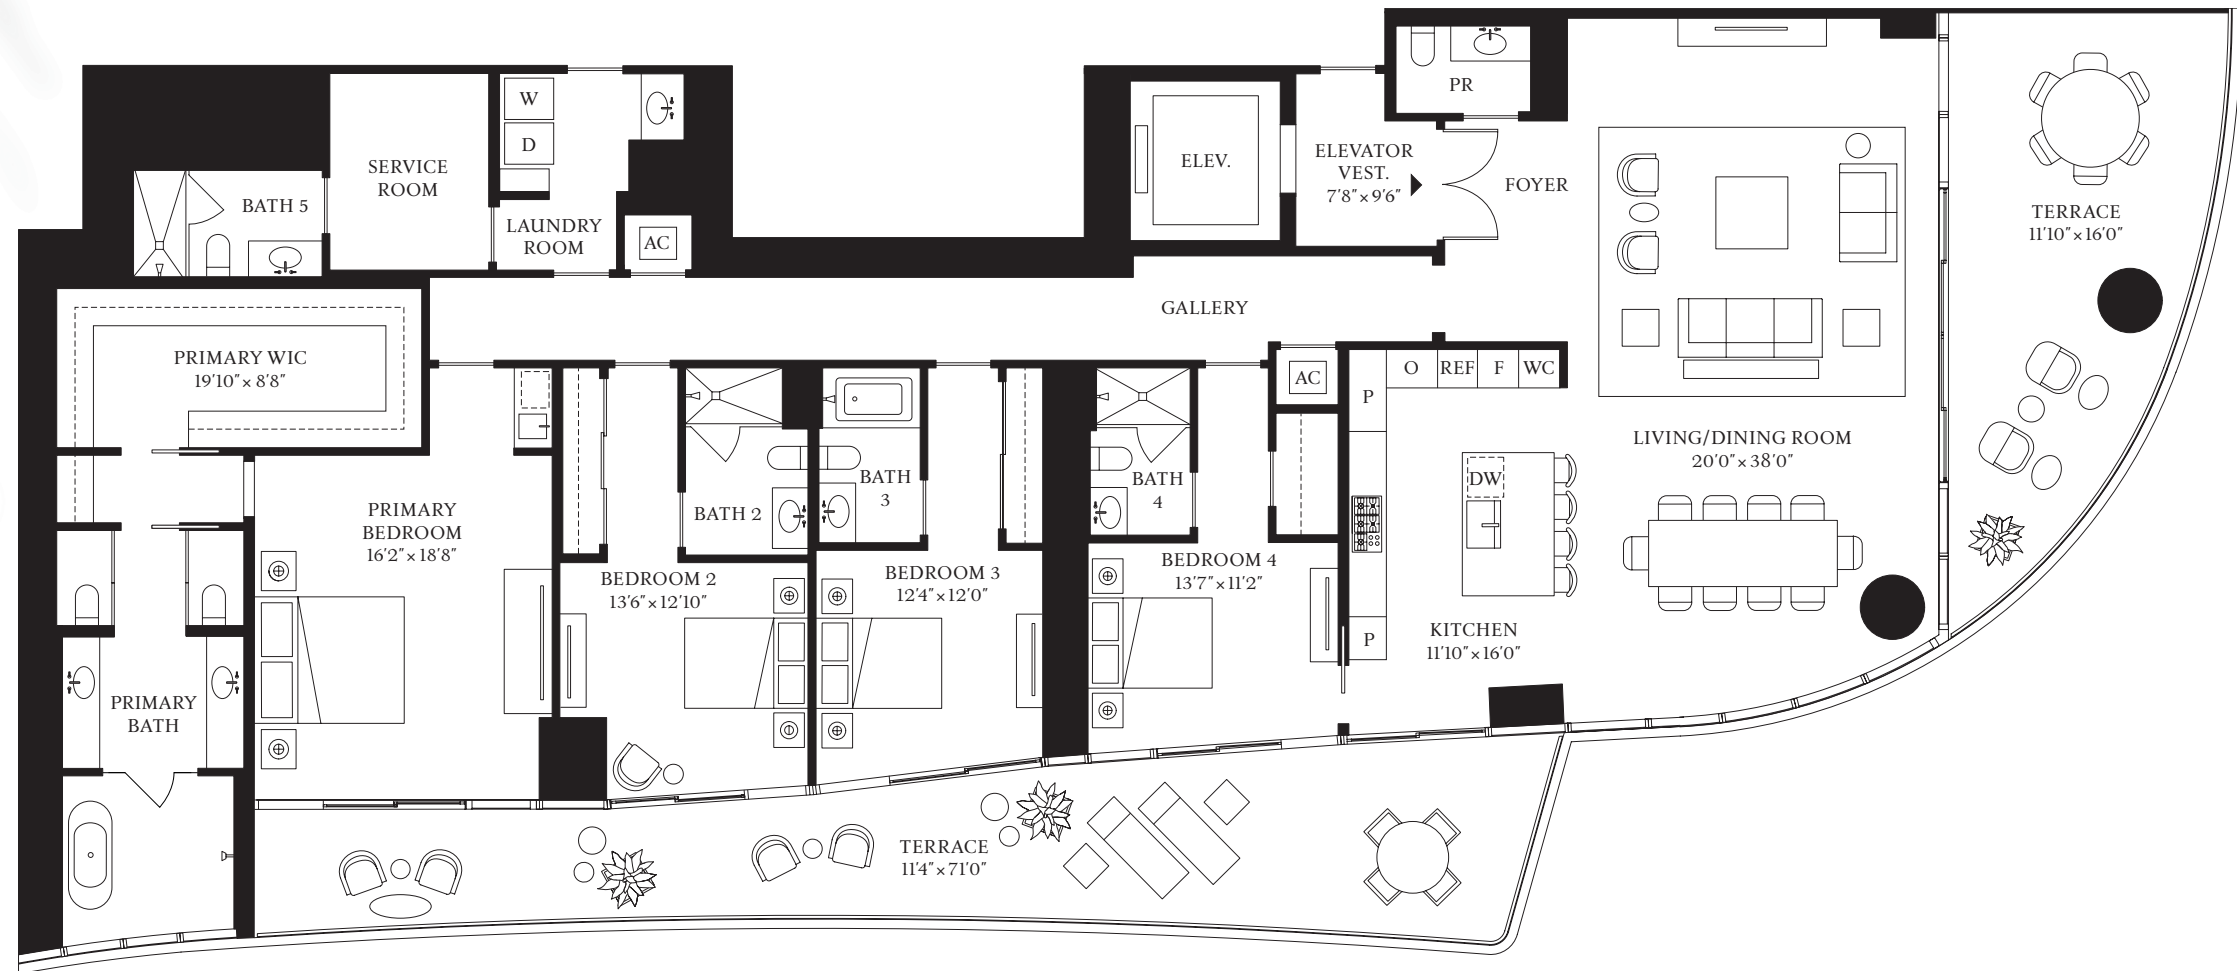 PR
W
D
SERVICE
ROOM
BATH 5
LAUNDRY
ROOM
AC
ELEV.
ELEVATOR
VEST.
7'8"×9'6"
FOYER
TERRACE
11'10"×16'0"
GALLERY
PRIMARY WIC
19'10"×8'8"
AC
P
O
REF
F
WC
LIVING/DINING ROOM
20'0"×38'0"
DW
PRIMARY
BEDROOM
16'2"×18'8"
BATH 2
BATH
3
BATH
4
BEDROOM 2
13'6"×12'10"
BEDROOM 3
12'4"×12'0"
BEDROOM 4
13'7"×11'2"
P
KITCHEN
11'10"×16'0"
PRIMARY
BATH
TERRACE
11'4"×71'0"